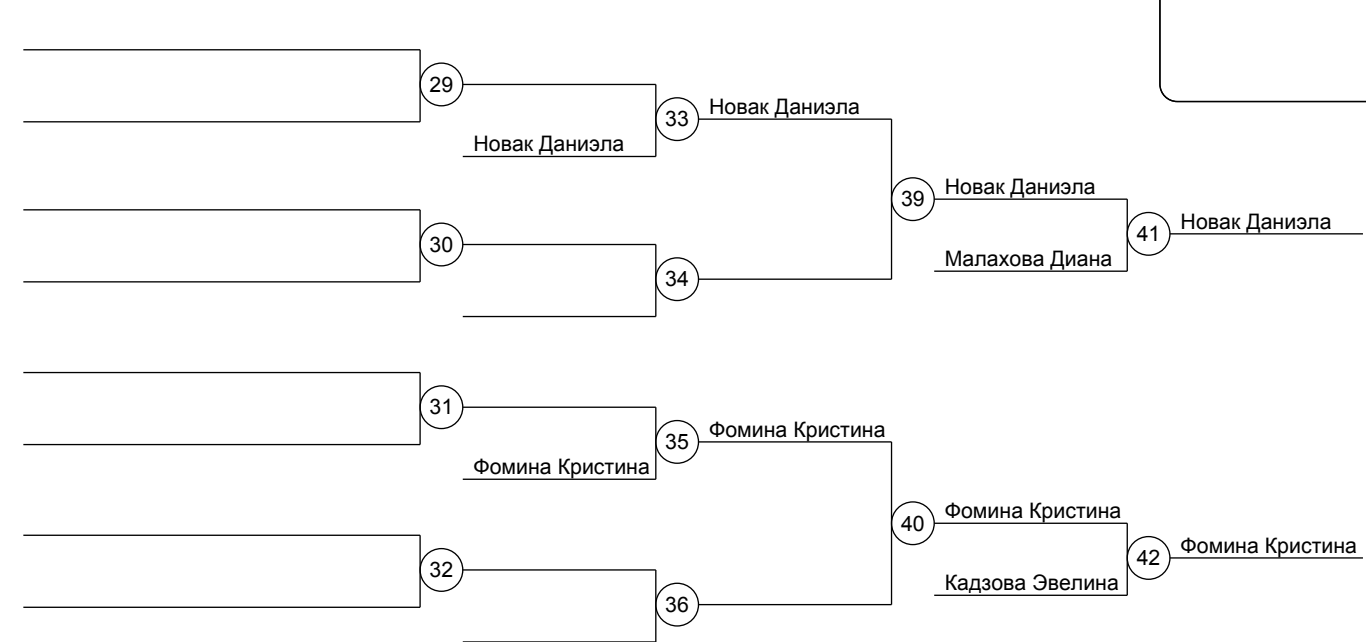 29
33
Новак Даниэла
Новак Даниэла
39
Новак Даниэла
41
Новак Даниэла
30
34
Малахова Диана
31
35
Фомина Кристина
Фомина Кристина
40
Фомина Кристина
42
Фомина Кристина
32
36
Кадзова Эвелина